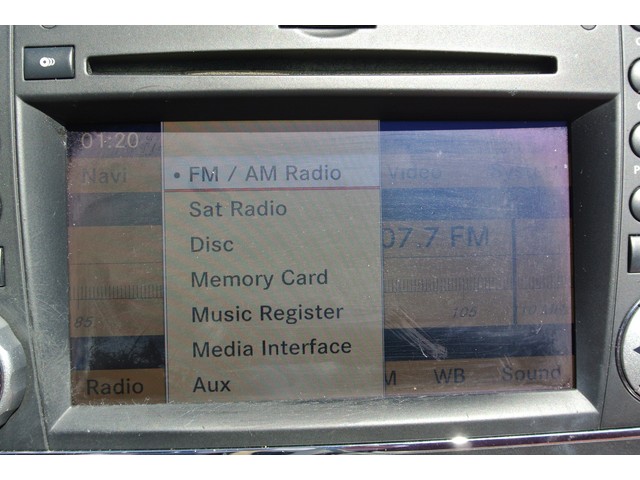 01:20
Navi
Video
• FM / AM Radio
Sat Radio
Disc
Memory Card
Music Register
Media Interface
Aux
07.7 FM
105
Radio
WB
Sound